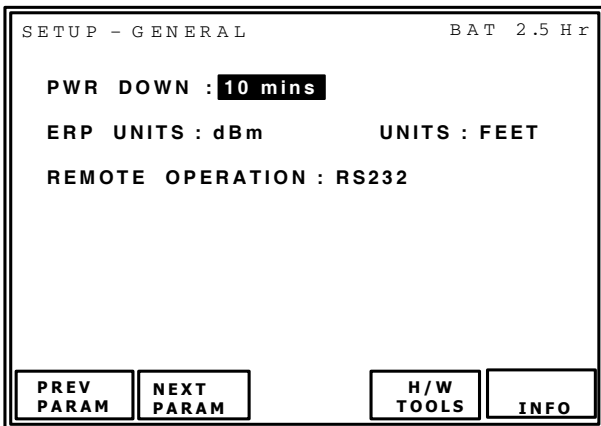 SETUP - GENERAL BAT 2.5 Hr
PWR DOWN : 10 mins
ERP UNITS : dBm UNITS : FEET
REMOTE OPERATION : RS232
PREV PARAM
NEXT PARAM
H/W TOOLS
INFO